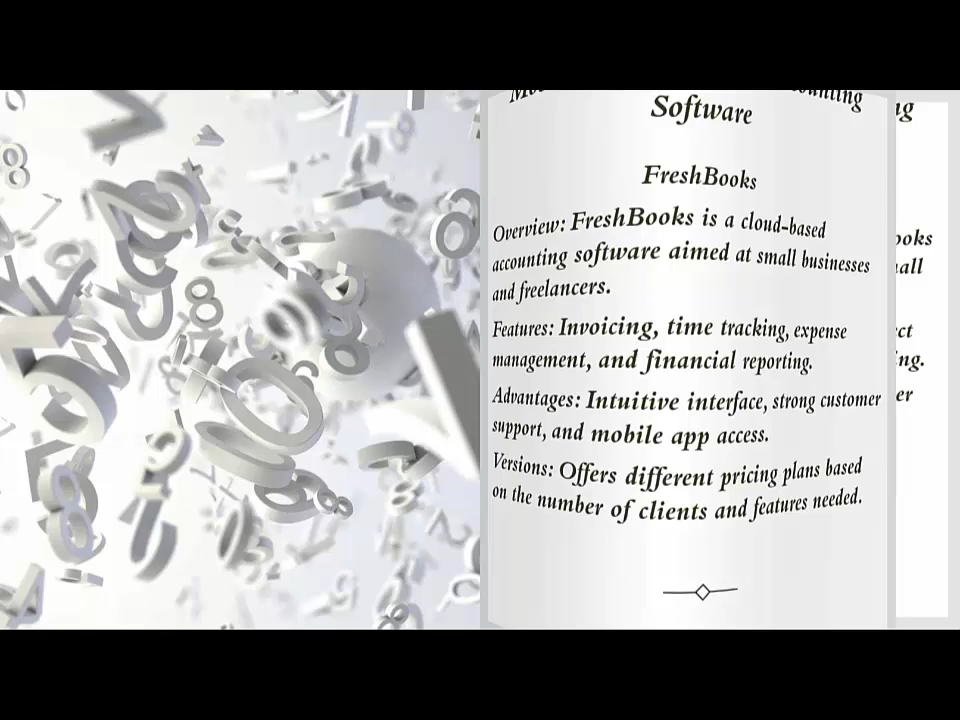 Software
FreshBooks
Overview: FreshBooks is a cloud-based
accounting software aimed at small businesses
and freelancers.
Features: Invoicing, time tracking, expense
management, and financial reporting.
Advantages: Intuitive interface, strong customer
support, and mobile app access.
Versions: Offers different pricing plans based
on the number of clients and features needed.